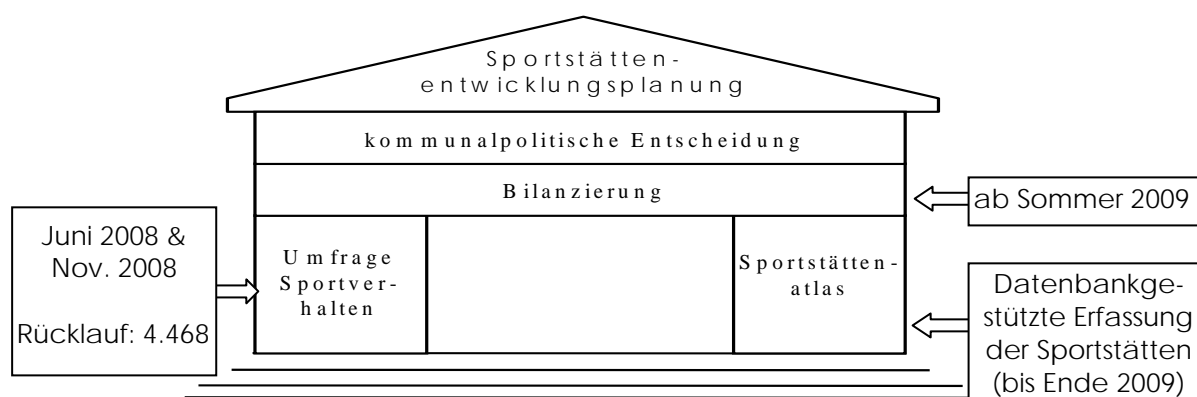 Sportstätten-
entwicklungsplanung
kommunalpolitische Entscheidung
Bilanzierung
ab Sommer 2009
Juni 2008 &
Nov. 2008
Rücklauf: 4.468
Umfrage
Sportver-
halten
Sportstätten-
atlas
Datenbankge-
stützte Erfassung
der Sportstätten
(bis Ende 2009)